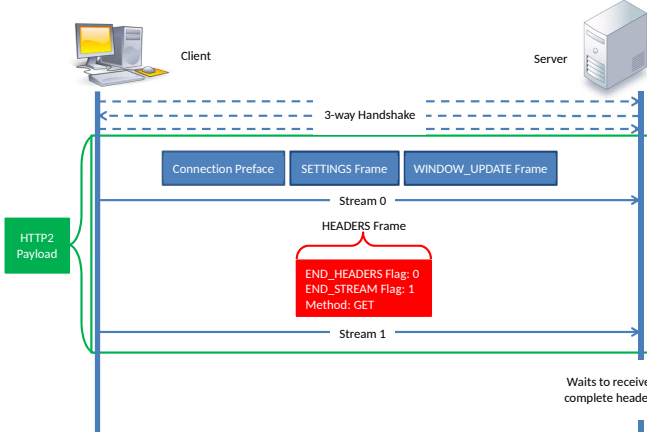 Client
Server
3-way Handshake
Connection Preface
SETTINGS Frame
WINDOW_UPDATE Frame
Stream 0
HEADERS Frame
HTTP2
Payload
END_HEADERS Flag: 0
END_STREAM Flag: 1
Method: GET
Stream 1
Waits to receive
complete heade